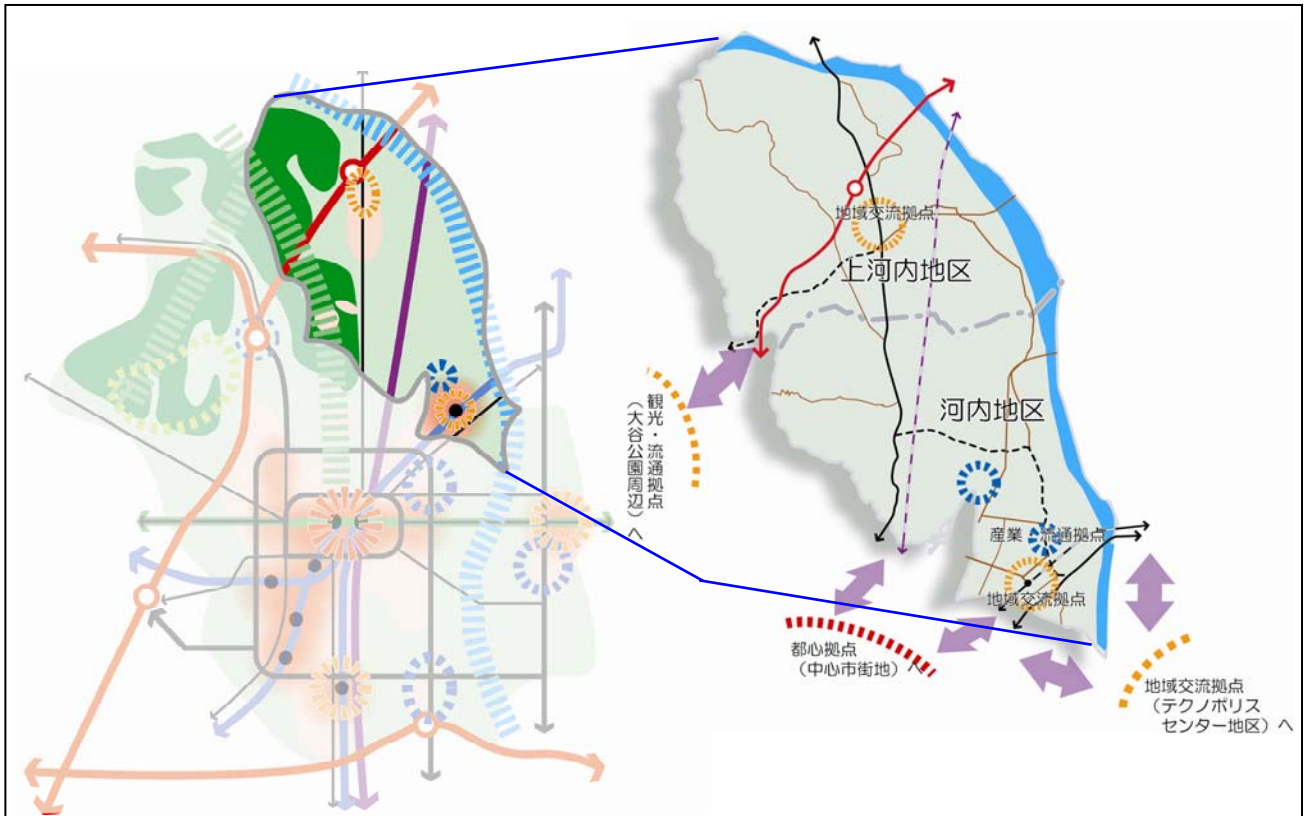 地域交流拠点
上河内地区
河内地区
観光・流通拠点
（大谷公園周辺）へ
産業・流通拠点
地域交流拠点
都心拠点
（中心市街地）へ
地域交流拠点
（テクノポリス
センター地区）へ